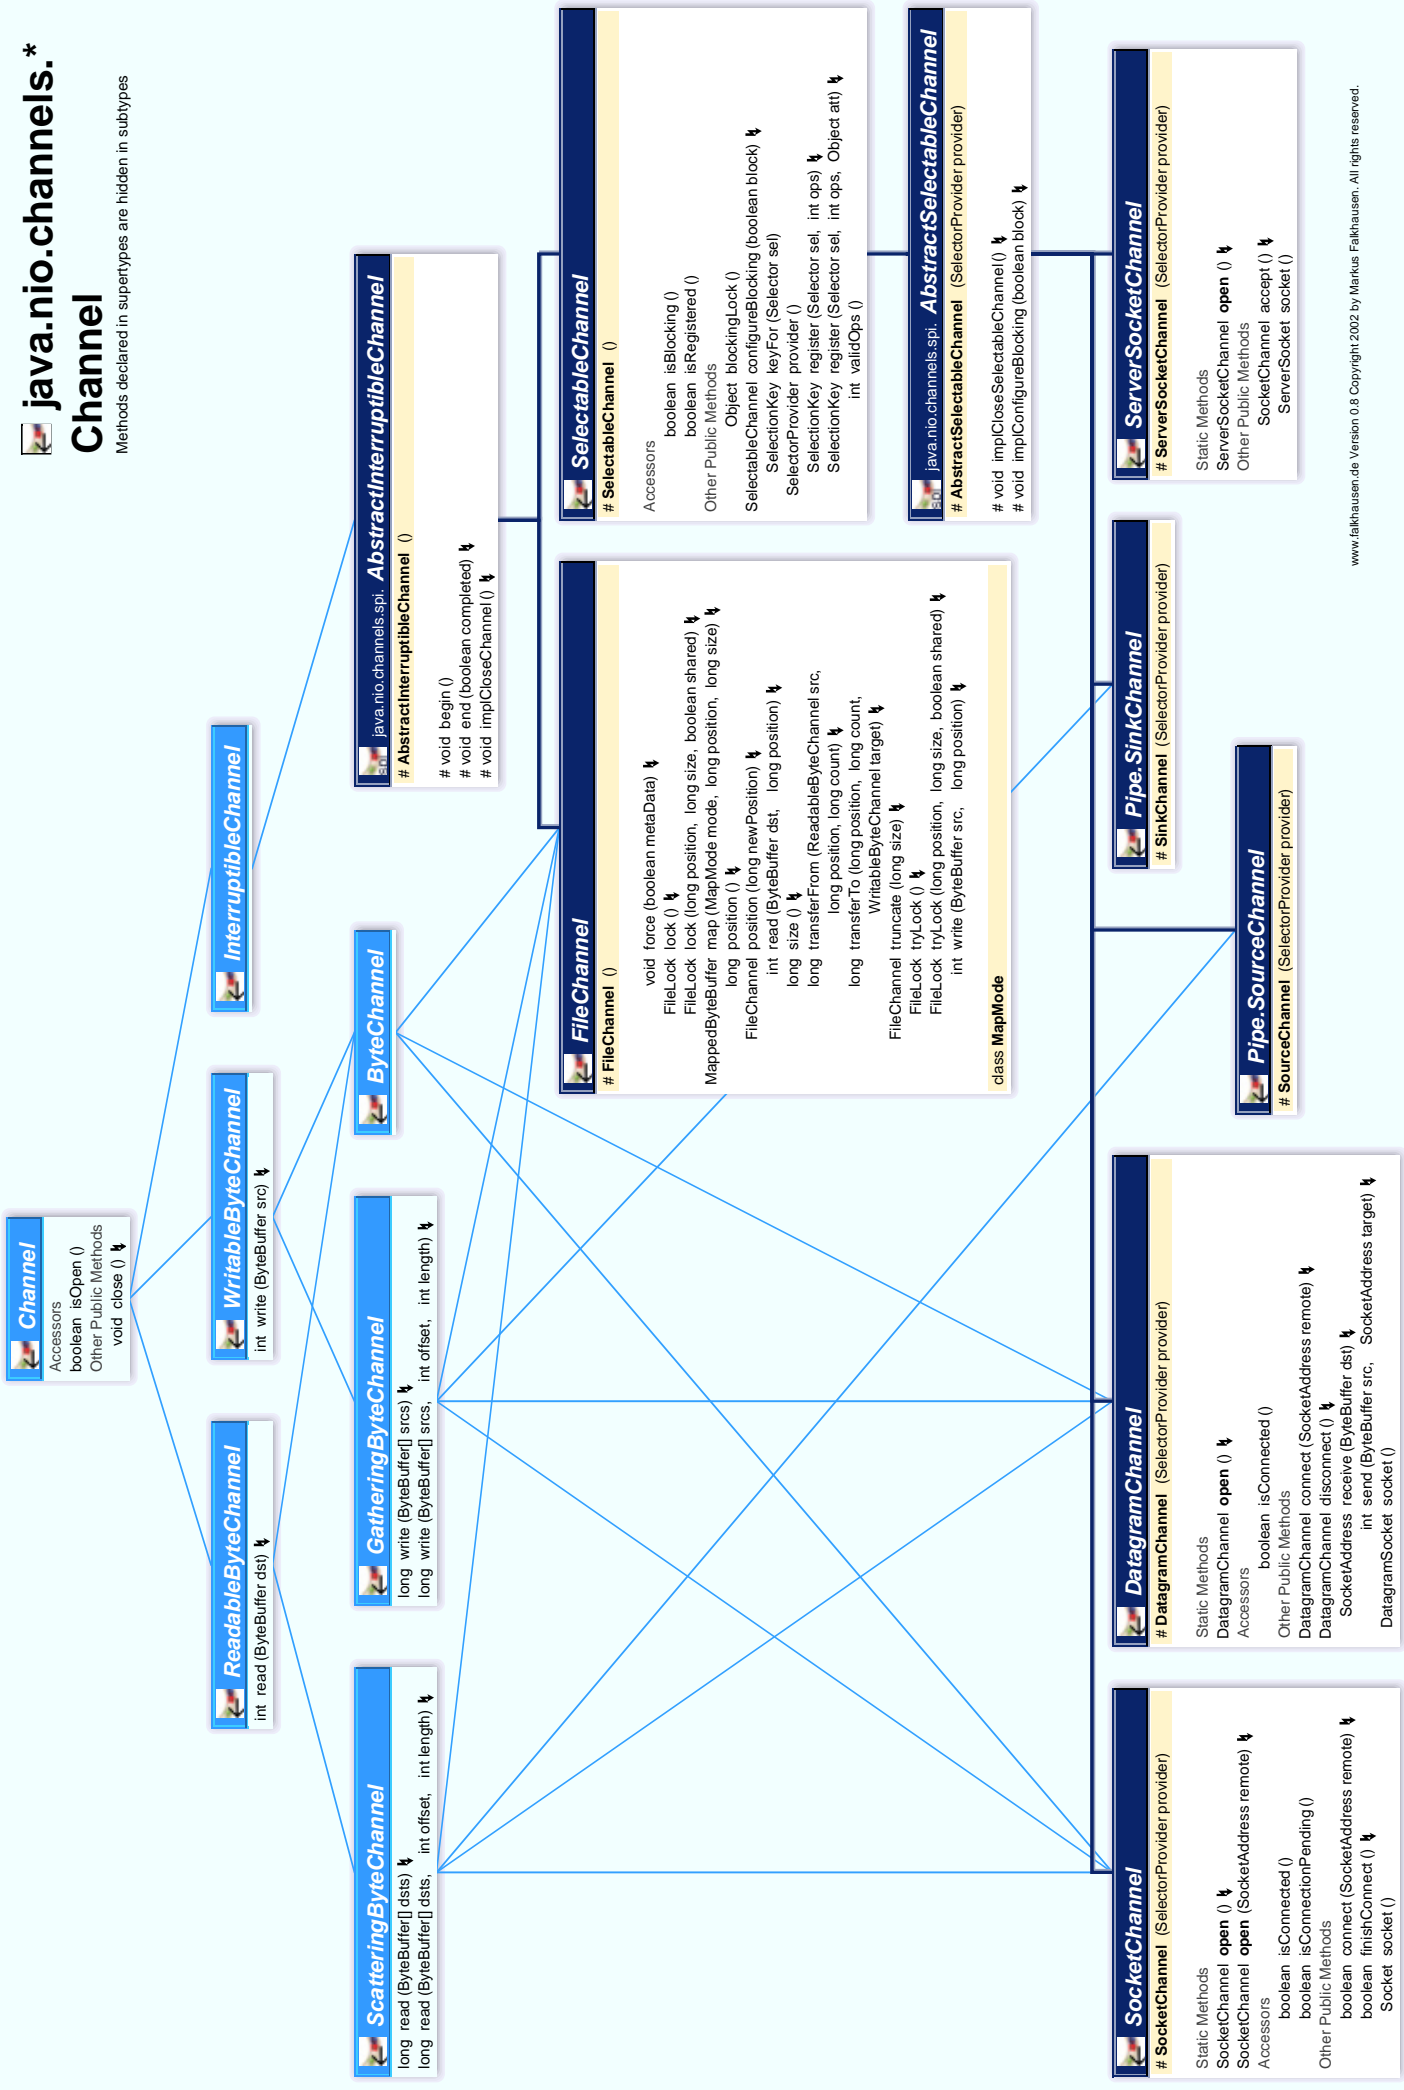 java.nio.channels.*
Channel
Methods declared in supertypes are hidden in subtypes
Channel
Accessors
boolean isOpen ()
Other Public Methods
void close ()
ReadableByteChannel
int read (ByteBuffer dst)
WritableByteChannel
int write (ByteBuffer src)
InterruptibleChannel
ScatteringByteChannel
long read (ByteBuffer[] dsts)
long read (ByteBuffer[] dsts, int offset, int length)
GatheringByteChannel
long write (ByteBuffer[] srcs)
long write (ByteBuffer[] srcs, int offset, int length)
ByteChannel
java.nio.channels.spi. AbstractInterruptibleChannel
# AbstractInterruptibleChannel ()
# void begin ()
# void end (boolean completed)
# void implCloseChannel ()
FileChannel
# FileChannel ()
void force (boolean metaData)
FileLock lock ()
FileLock lock (long position, long size, boolean shared)
MappedByteBuffer map (MapMode mode, long position, long size)
long position ()
FileChannel position (long newPosition)
int read (ByteBuffer dst, long position)
long size ()
long transferFrom (ReadableByteChannel src,
long position, long count)
long transferTo (long position, long count,
WritableByteChannel target)
FileChannel truncate (long size)
FileLock tryLock ()
FileLock tryLock (long position, long size, boolean shared)
int write (ByteBuffer src, long position)
class MapMode
SelectableChannel
# SelectableChannel ()
Accessors
boolean isBlocking ()
boolean isRegistered ()
Other Public Methods
Object blockingLock ()
SelectableChannel configureBlocking (boolean block)
SelectionKey keyFor (Selector sel)
SelectorProvider provider ()
SelectionKey register (Selector sel, int ops)
SelectionKey register (Selector sel, int ops, Object att)
int validOps ()
java.nio.channels.spi. AbstractSelectableChannel
# AbstractSelectableChannel (SelectorProvider provider)
# void implCloseSelectableChannel ()
# void implConfigureBlocking (boolean block)
SocketChannel
# SocketChannel (SelectorProvider provider)
Static Methods
SocketChannel open ()
SocketChannel open (SocketAddress remote)
Accessors
boolean isConnected ()
boolean isConnectionPending ()
Other Public Methods
boolean connect (SocketAddress remote)
boolean finishConnect ()
Socket socket ()
DatagramChannel
# DatagramChannel (SelectorProvider provider)
Static Methods
DatagramChannel open ()
Accessors
boolean isConnected ()
Other Public Methods
DatagramChannel connect (SocketAddress remote)
DatagramChannel disconnect ()
SocketAddress receive (ByteBuffer dst)
int send (ByteBuffer src, SocketAddress target)
DatagramSocket socket ()
Pipe.SourceChannel
# SourceChannel (SelectorProvider provider)
Pipe.SinkChannel
# SinkChannel (SelectorProvider provider)
ServerSocketChannel
# ServerSocketChannel (SelectorProvider provider)
Static Methods
ServerSocketChannel open ()
Other Public Methods
SocketChannel accept ()
ServerSocket socket ()
www.falkhausen.de Version 0.8 Copyright 2002 by Markus Falkhausen. All rights reserved.